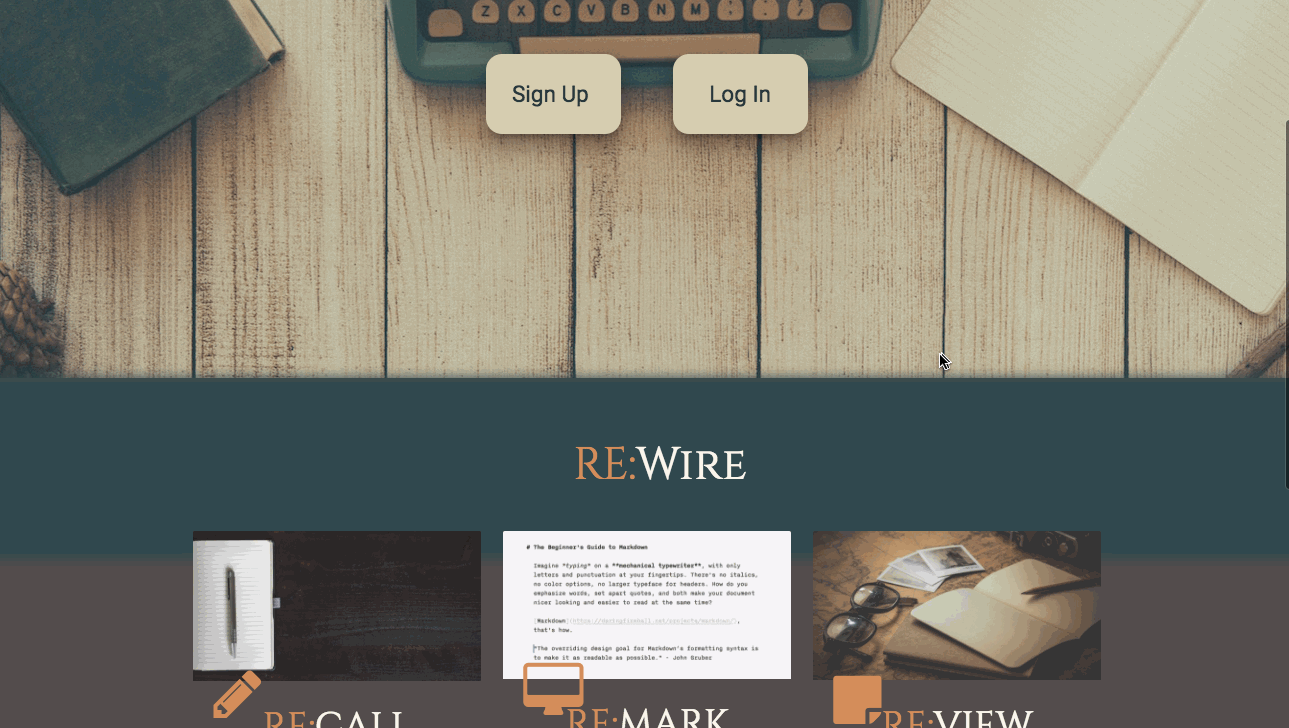 Z X C V B N M
Sign Up
Log In
RE:WIRE
# The Beginner's Guide to Markdown
Imagine *typing* on a **mechanical typewriter**, with only
letters and punctuation at your fingertips. There's no italics,
no color options, no larger typeface for headers. How do you
emphasize words, set apart quotes, and both make your document
nicer looking and easier to read at the same time?
[Markdown](https://daringfireball.net/projects/markdown/),
that's how.
"The overriding design goal for Markdown's formatting syntax is
to make it as readable as possible." - John Gruber
RE:CALL
RE:MARK
RE:VIEW